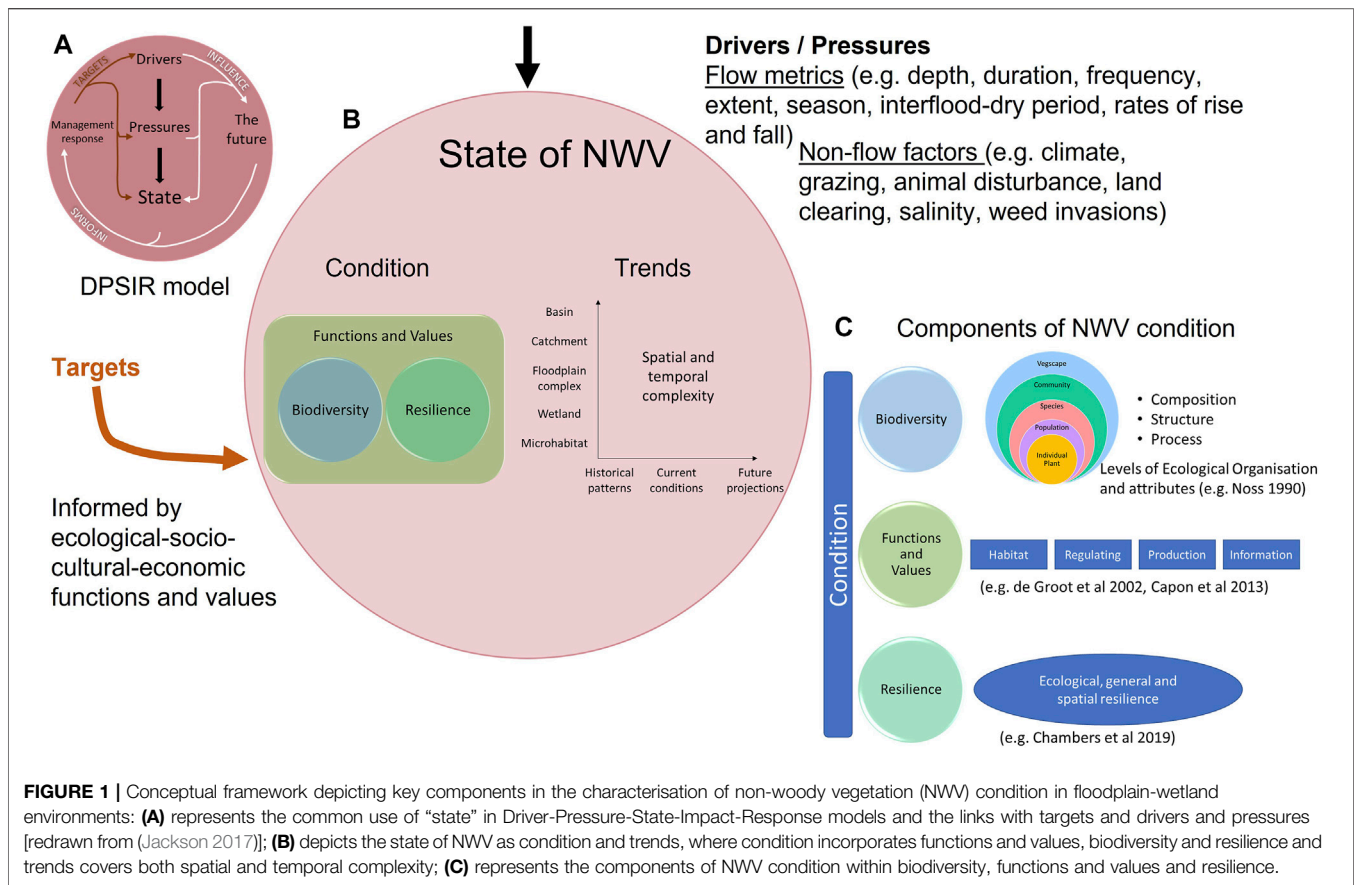 A
Drivers
TARGETS
INFLUENCE
Management
response
Pressures
The
future
State
INFORMS
DPSIR model
Targets
Informed by
ecological-socio-
cultural-economic
functions and values
B
State of NWV
Condition
Functions and Values
Biodiversity
Resilience
Trends
Basin
Catchment
Floodplain
complex
Wetland
Microhabitat
Spatial and
temporal
complexity
Historical
patterns
Current
conditions
Future
projections
Drivers / Pressures
Flow metrics (e.g. depth, duration, frequency,
extent, season, interflood-dry period, rates of rise
and fall)
Non-flow factors (e.g. climate,
grazing, animal disturbance, land
clearing, salinity, weed invasions)
C
Components of NWV condition
Condition
Biodiversity
Vegscape
Community
Species
Population
Individual
Plant
• Composition
• Structure
• Process
Levels of Ecological Organisation
and attributes (e.g. Noss 1990)
Functions
and
Values
Habitat
Regulating
Production
Information
(e.g. de Groot et al 2002, Capon et al 2013)
Resilience
Ecological, general and
spatial resilience
(e.g. Chambers et al 2019)
FIGURE 1 | Conceptual framework depicting key components in the characterisation of non-woody vegetation (NWV) condition in floodplain-wetland
environments: (A) represents the common use of “state” in Driver-Pressure-State-Impact-Response models and the links with targets and drivers and pressures
[redrawn from (Jackson 2017)]; (B) depicts the state of NWV as condition and trends, where condition incorporates functions and values, biodiversity and resilience and
trends covers both spatial and temporal complexity; (C) represents the components of NWV condition within biodiversity, functions and values and resilience.